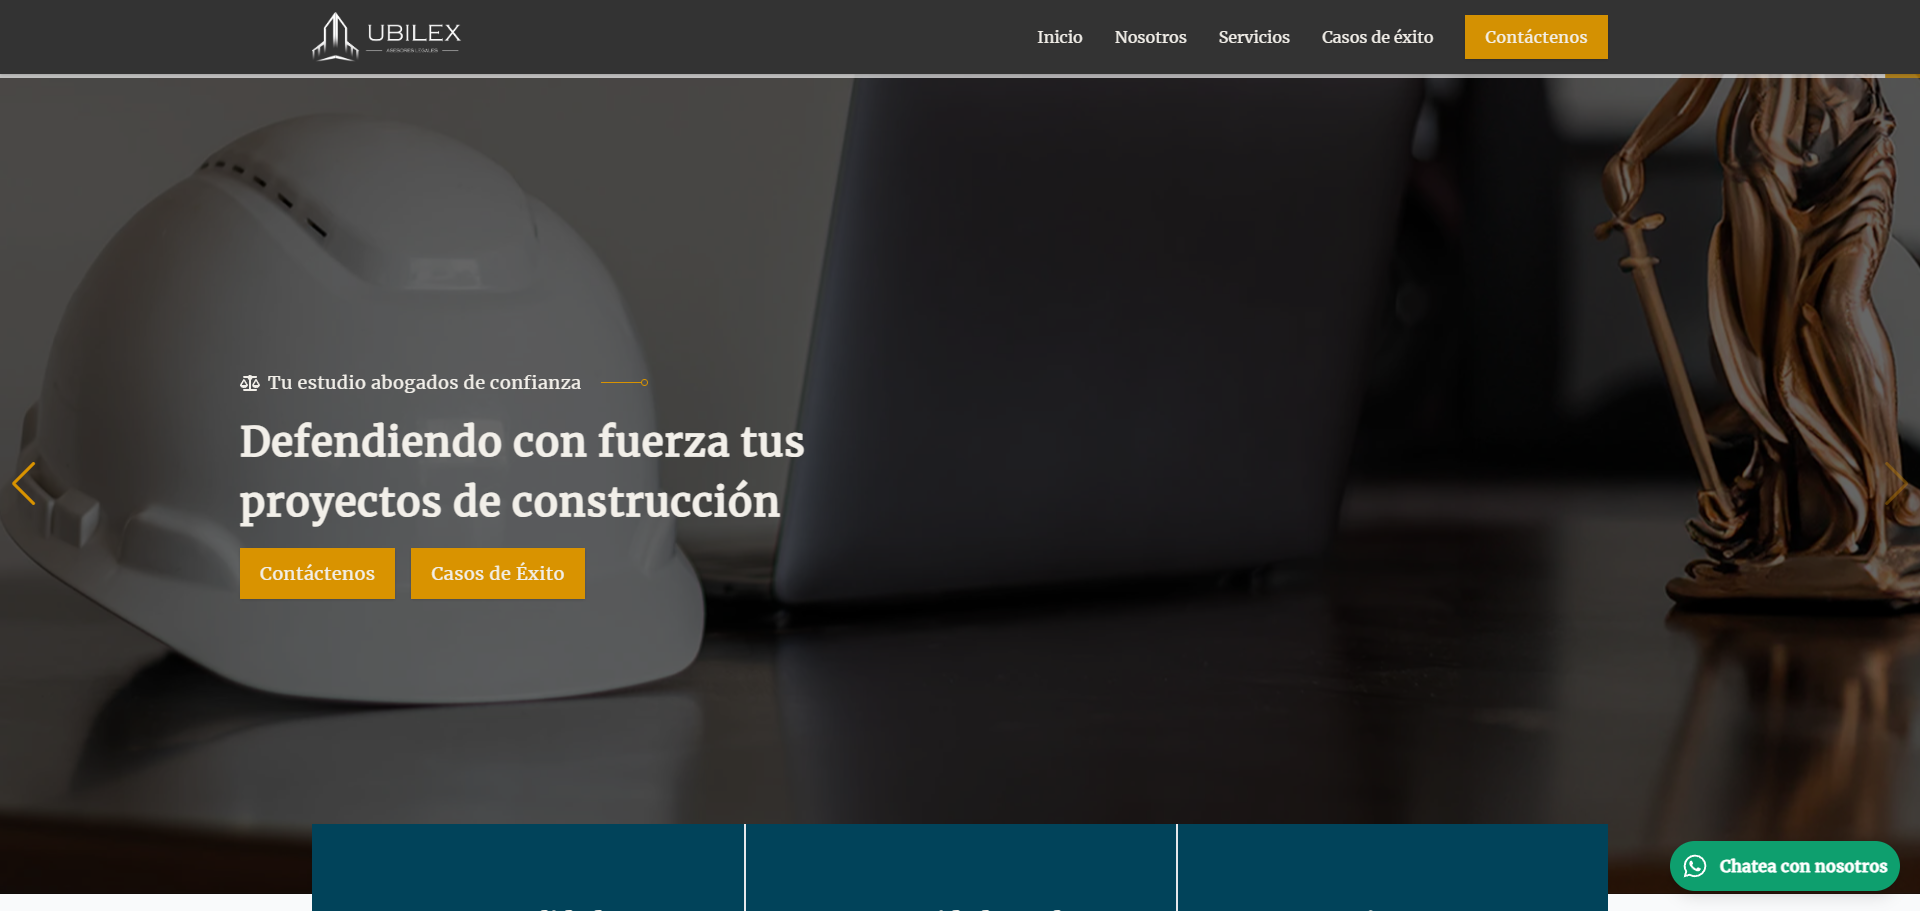 UBILEX
ASESORES LEGALES
Inicio
Nosotros
Servicios
Casos de éxito
Contáctenos
Tu estudio abogados de confianza
Defendiendo con fuerza tus
proyectos de construcción
Contáctenos
Casos de Éxito
Chatea con nosotros